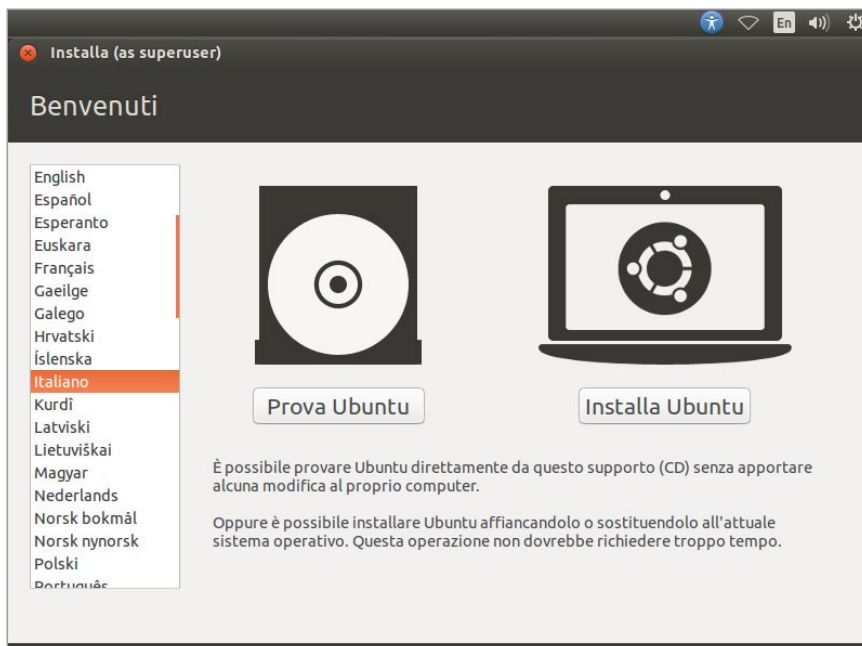 En
Installa (as superuser)
Benvenuti
English
Español
Esperanto
Euskara
Français
Gaeilge
Galego
Hrvatski
Íslenska
Italiano
Kurdî
Latviski
Lietuviškai
Magyar
Nederlands
Norsk bokmål
Norsk nynorsk
Polski
Português
Prova Ubuntu
Installa Ubuntu
È possibile provare Ubuntu direttamente da questo supporto (CD) senza apportare
alcuna modifica al proprio computer.
Oppure è possibile installare Ubuntu affiancandolo o sostituendolo all'attuale
sistema operativo. Questa operazione non dovrebbe richiedere troppo tempo.